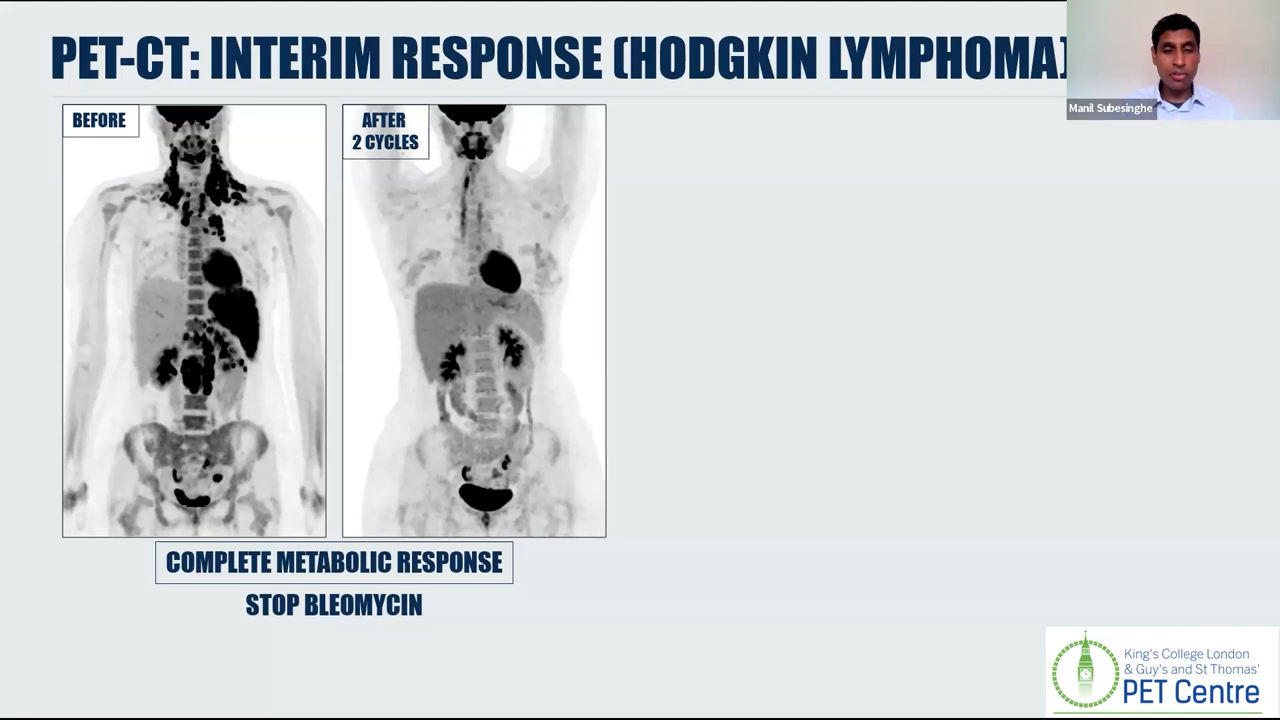 PET-CT: INTERIM RESPONSE (HODGKIN LYMPHOMA)
Manil Subesinghe
BEFORE
AFTER
2 CYCLES
COMPLETE METABOLIC RESPONSE
STOP BLEOMYCIN
King's College London
& Guy's and St Thomas'
PET Centre